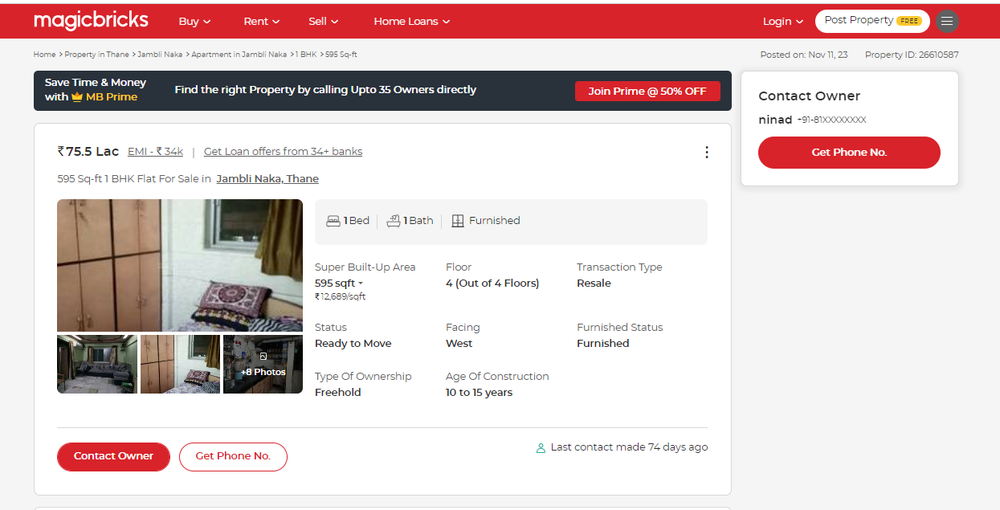 magicbricks
Buy Rent Sell Home Loans Login Post Property FREE
Home > Property in Thane > Jambli Naka > Apartment in Jambli Naka > 1 BHK > 595 Sq-ft
Posted on: Nov 11, 23 Property ID: 26610587
Save Time & Money
with MB Prime
Find the right Property by calling Upto 35 Owners directly
Join Prime @ 50% OFF
Contact Owner
ninad +91-81XXXXXXXX
Get Phone No.
₹75.5 Lac EMI - ₹ 34k | Get Loan offers from 34+ banks
595 Sq-ft 1 BHK Flat For Sale in Jambli Naka, Thane
+8 Photos
1 Bed 1 Bath Furnished
Super Built-Up Area Floor Transaction Type
595 sqft 4 (Out of 4 Floors) Resale
₹12,689/sqft
Status Facing Furnished Status
Ready to Move West Furnished
Type Of Ownership Age Of Construction
Freehold 10 to 15 years
Contact Owner Get Phone No. Last contact made 74 days ago